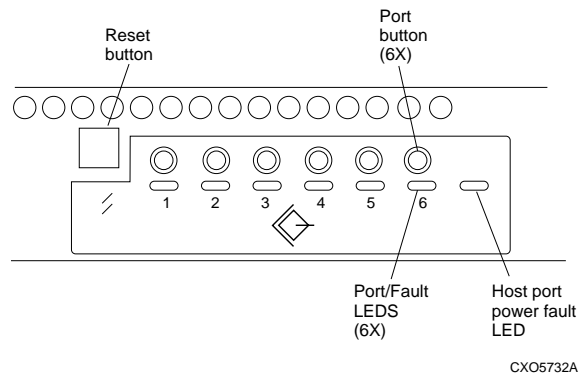 Reset
button
Port
button
(6X)
1 2 3 4 5 6
Port/Fault
LEDS
(6X)
Host port
power fault
LED
CXO5732A